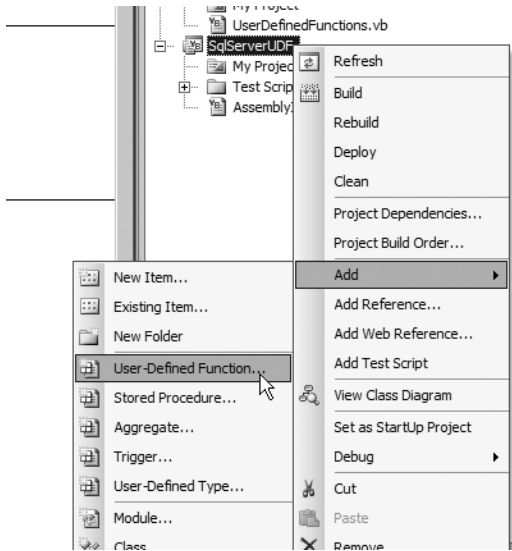 My Project
UserDefinedFunctions.vb
SqlServerUDF
My Projec
Test Scrip
Assembly
Refresh
Build
Rebuild
Deploy
Clean
Project Dependencies...
Project Build Order...
Add
Add Reference...
Add Web Reference...
Add Test Script
View Class Diagram
Set as StartUp Project
Debug
Cut
Paste
Remove
New Item...
Existing Item...
New Folder
User-Defined Function...
Stored Procedure...
Aggregate...
Trigger...
User-Defined Type...
Module...
Class